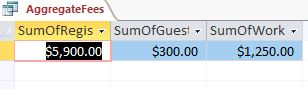 AggregateFees
SumOfRegis SumOfGuest SumOfWork
$5,900.00 $300.00 $1,250.00